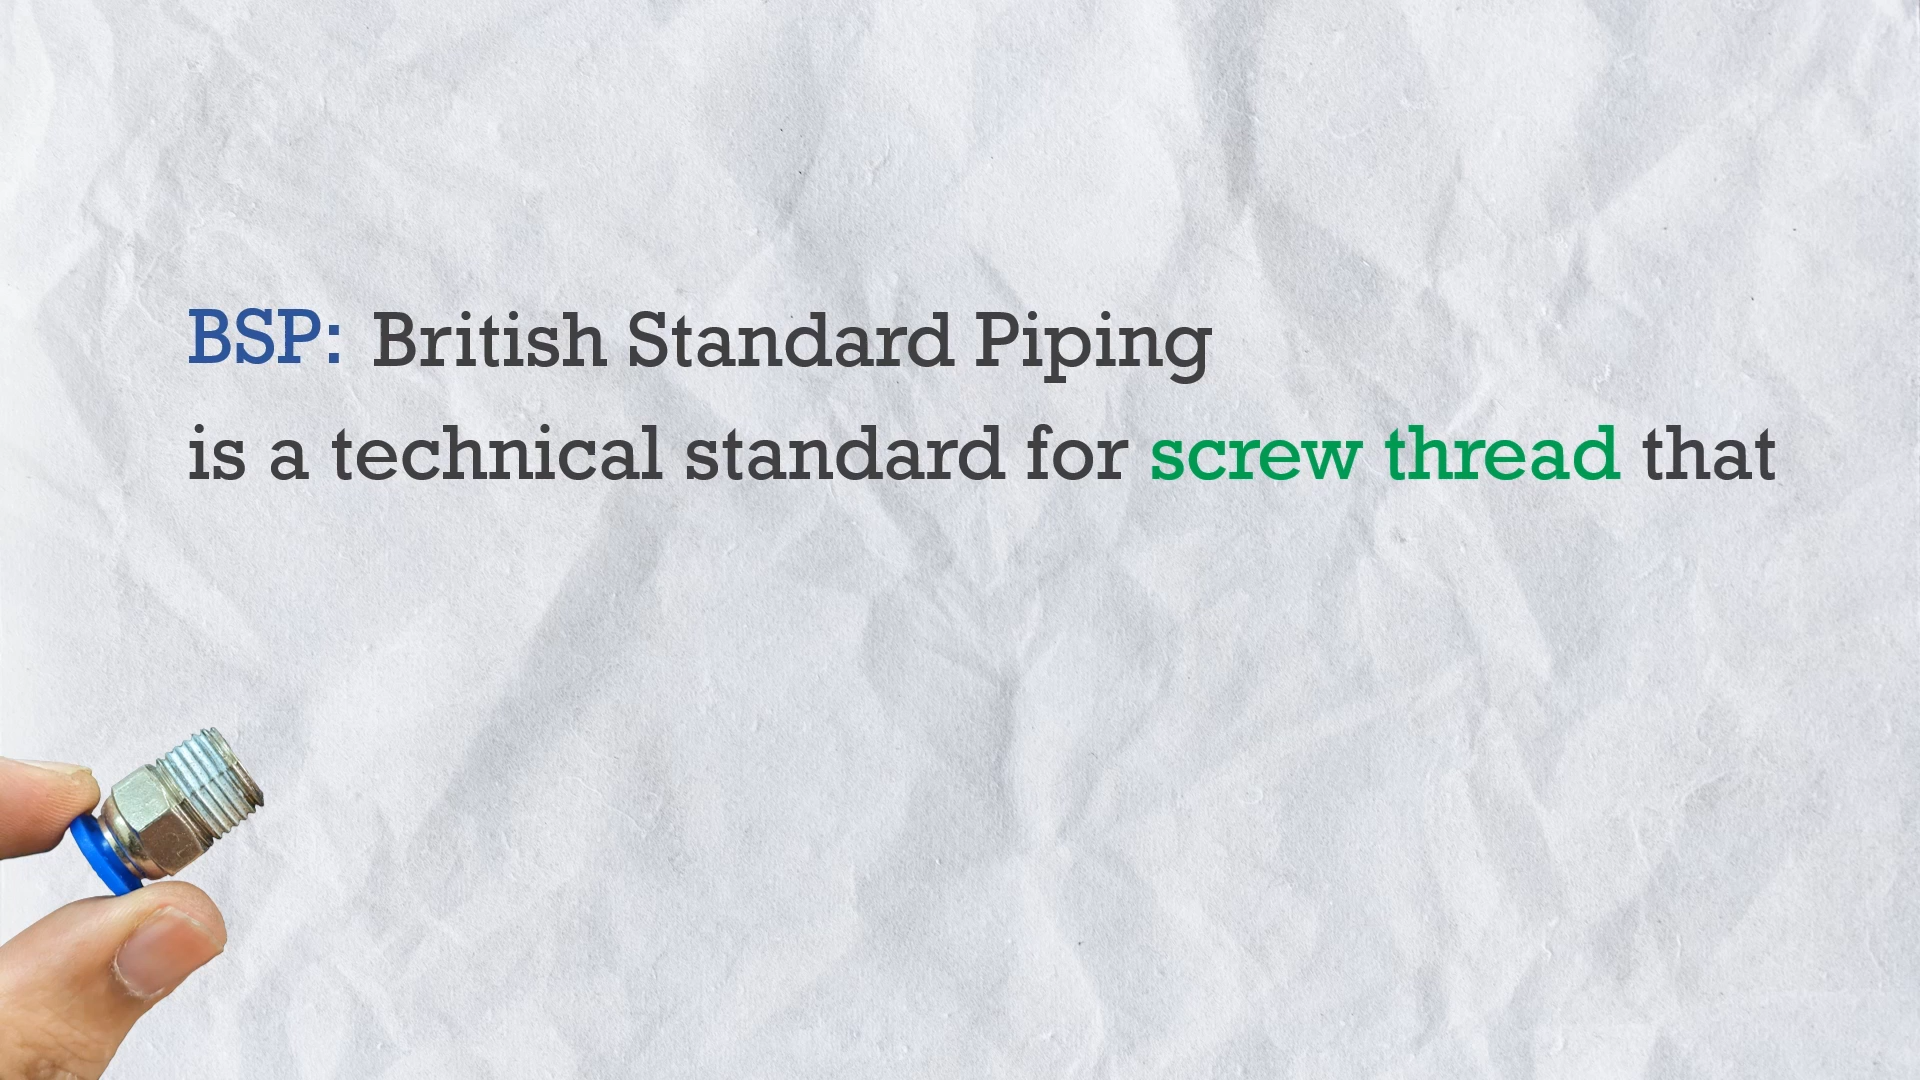 BSP: British Standard Piping
is a technical standard for screw thread that